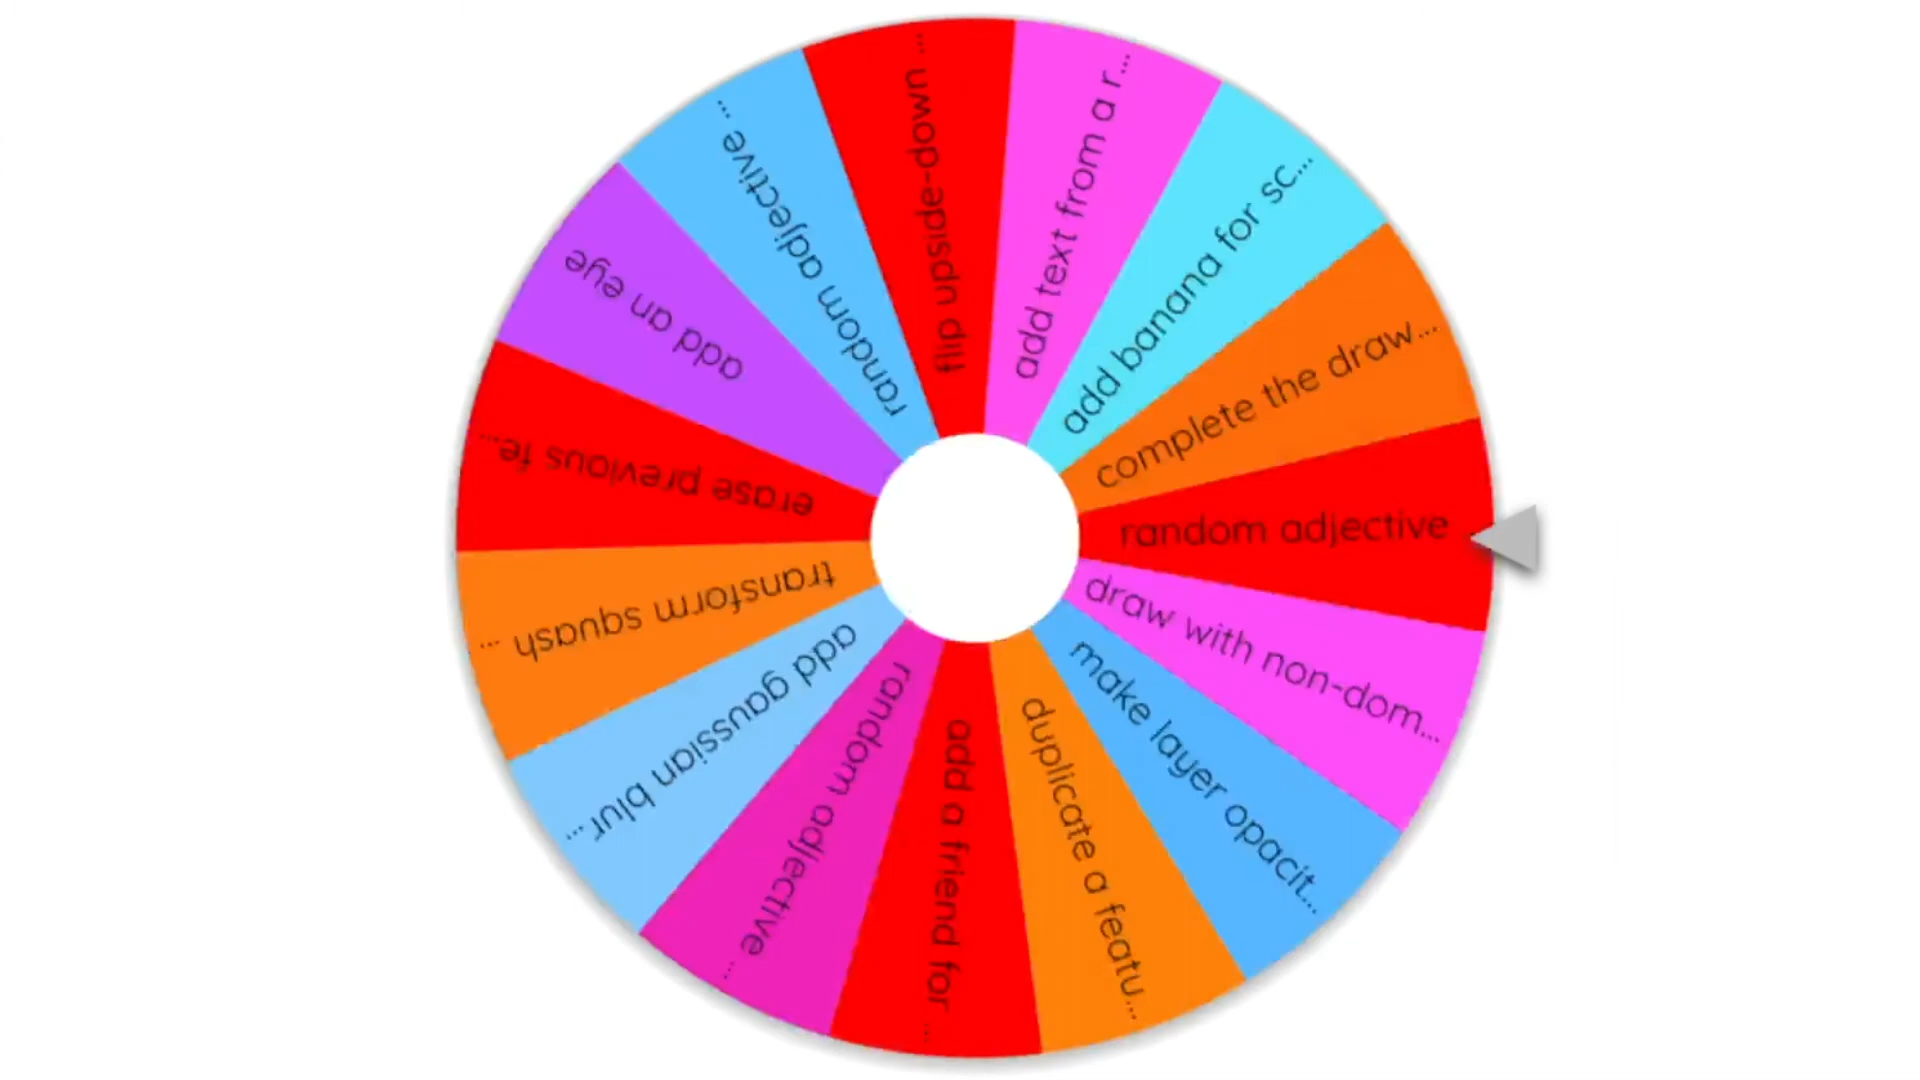 flip upside-down ...
add text from a r...
add banana for sc...
complete the draw...
random adjective
draw with non-dom...
make layer opacit...
duplicate a featu...
add a friend for ...
random adjective ...
add gaussian blur...
transform squash ...
erase previous fe...
add an eye
random adjective ...